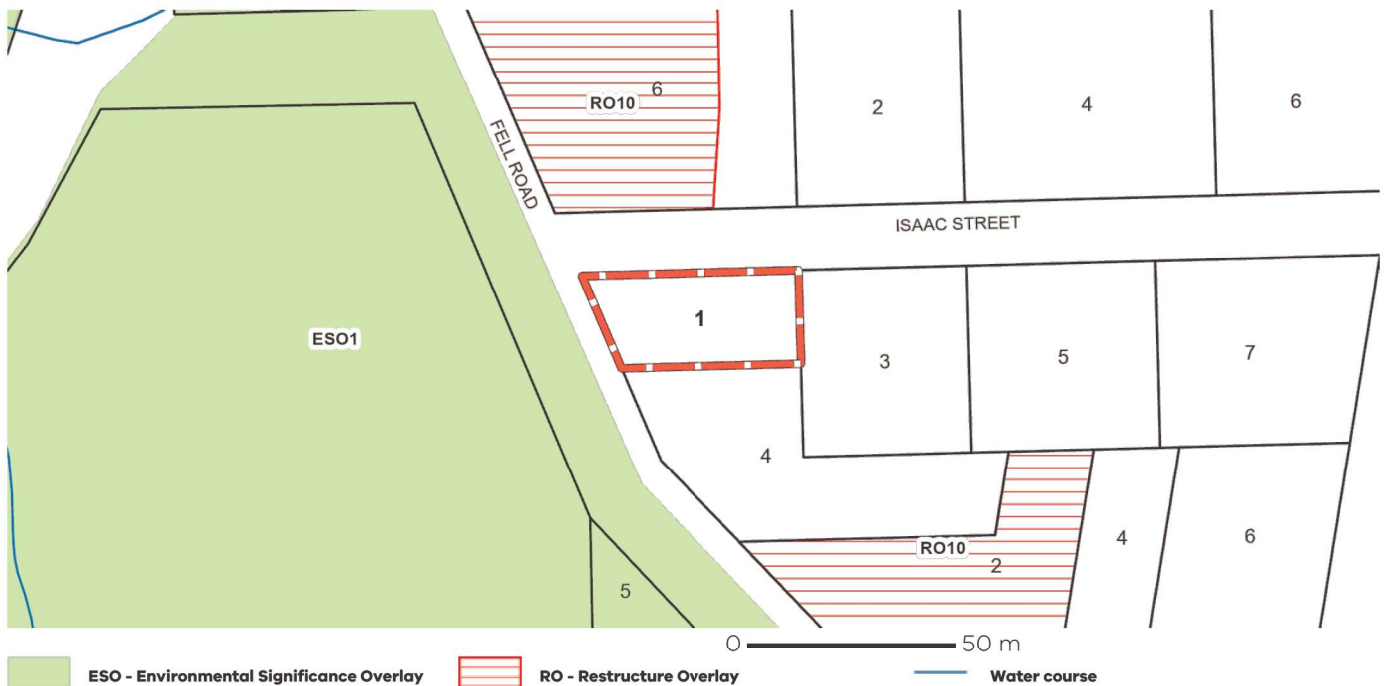 6
RO10
2
4
6
FELL ROAD
ISAAC STREET
1
ESO1
3
5
7
4
RO10
2
4
6
5
0 50 m
ESO - Environmental Significance Overlay
RO - Restructure Overlay
Water course